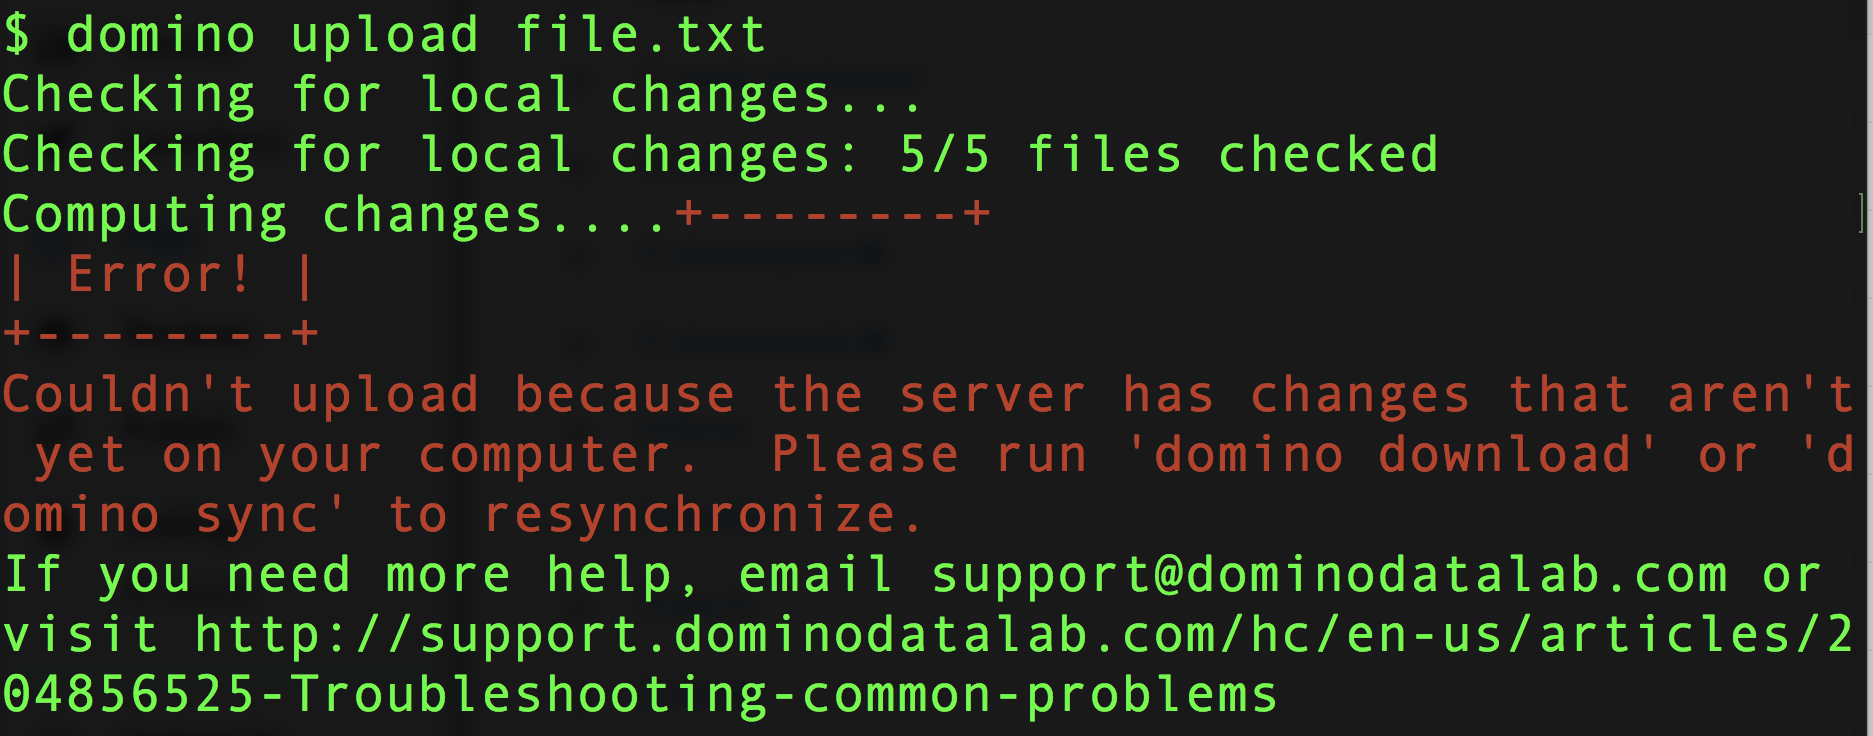 $ domino upload file.txt
Checking for local changes...
Checking for local changes: 5/5 files checked
Computing changes....+--------+
| Error! |
+--------+
Couldn't upload because the server has changes that aren't
 yet on your computer.  Please run 'domino download' or 'd
omino sync' to resynchronize.
If you need more help, email support@dominodatalab.com or
visit http://support.dominodatalab.com/hc/en-us/articles/2
04856525-Troubleshooting-common-problems